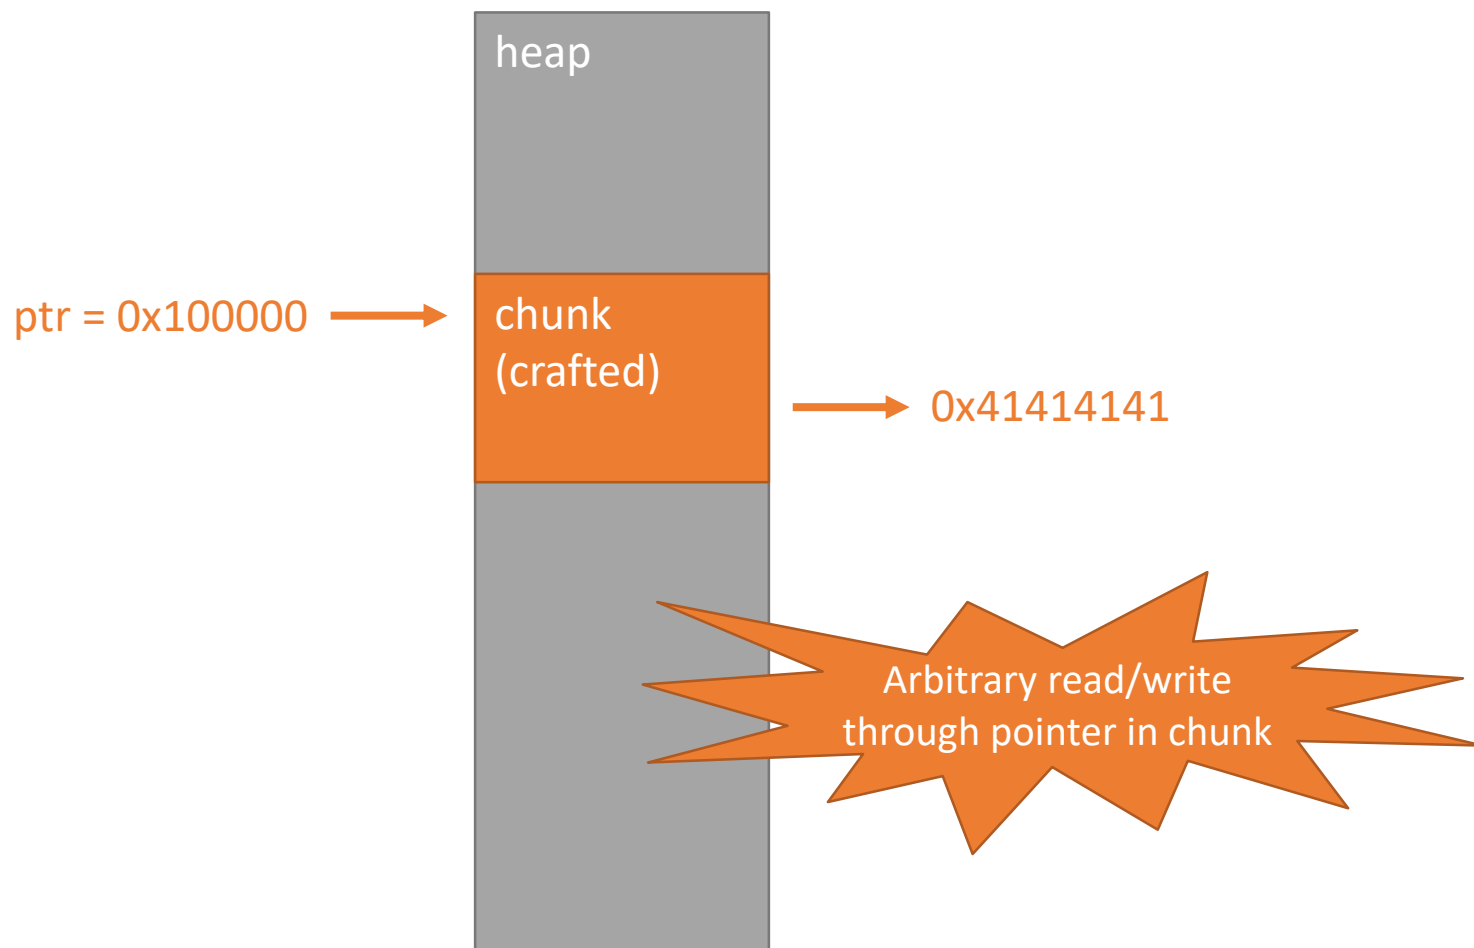 heap
ptr = 0x100000
chunk
(crafted)
0x41414141
Arbitrary read/write
through pointer in chunk